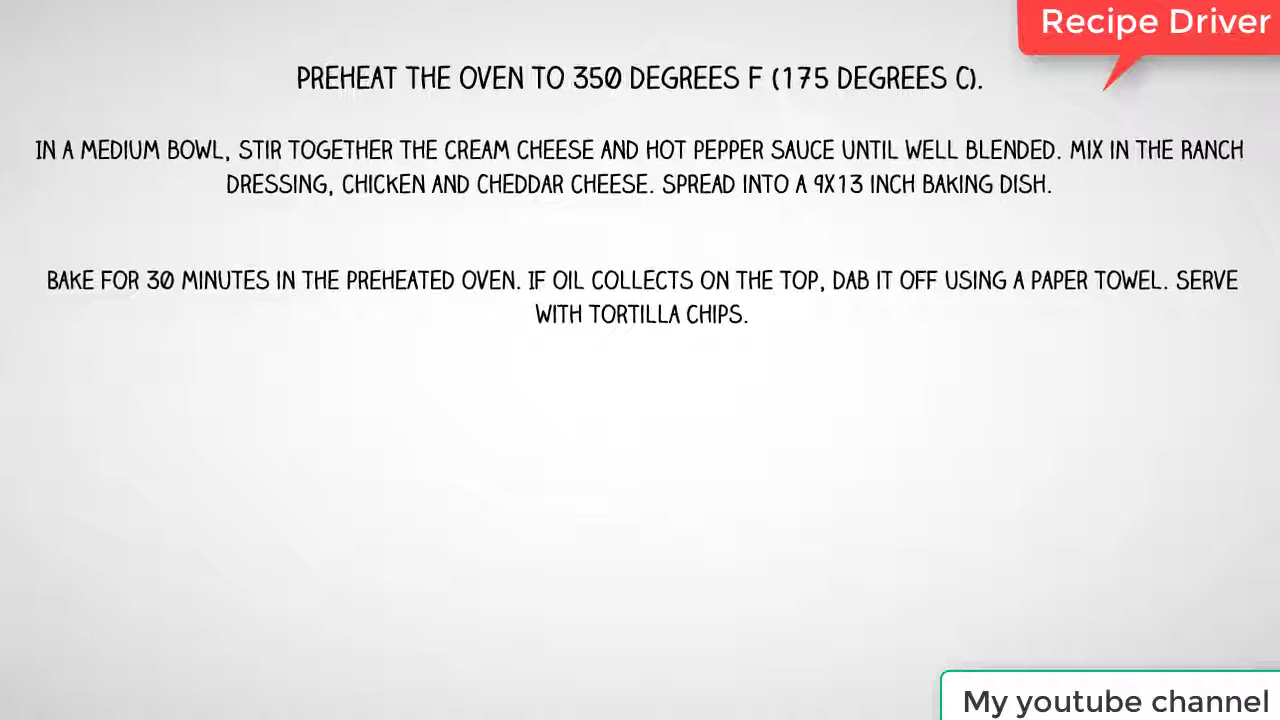 Recipe Driver
PREHEAT THE OVEN TO 350 DEGREES F (175 DEGREES C).
IN A MEDIUM BOWL, STIR TOGETHER THE CREAM CHEESE AND HOT PEPPER SAUCE UNTIL WELL BLENDED. MIX IN THE RANCH
DRESSING, CHICKEN AND CHEDDAR CHEESE. SPREAD INTO A 9X13 INCH BAKING DISH.
BAKE FOR 30 MINUTES IN THE PREHEATED OVEN. IF OIL COLLECTS ON THE TOP, DAB IT OFF USING A PAPER TOWEL. SERVE
WITH TORTILLA CHIPS.
My youtube channel